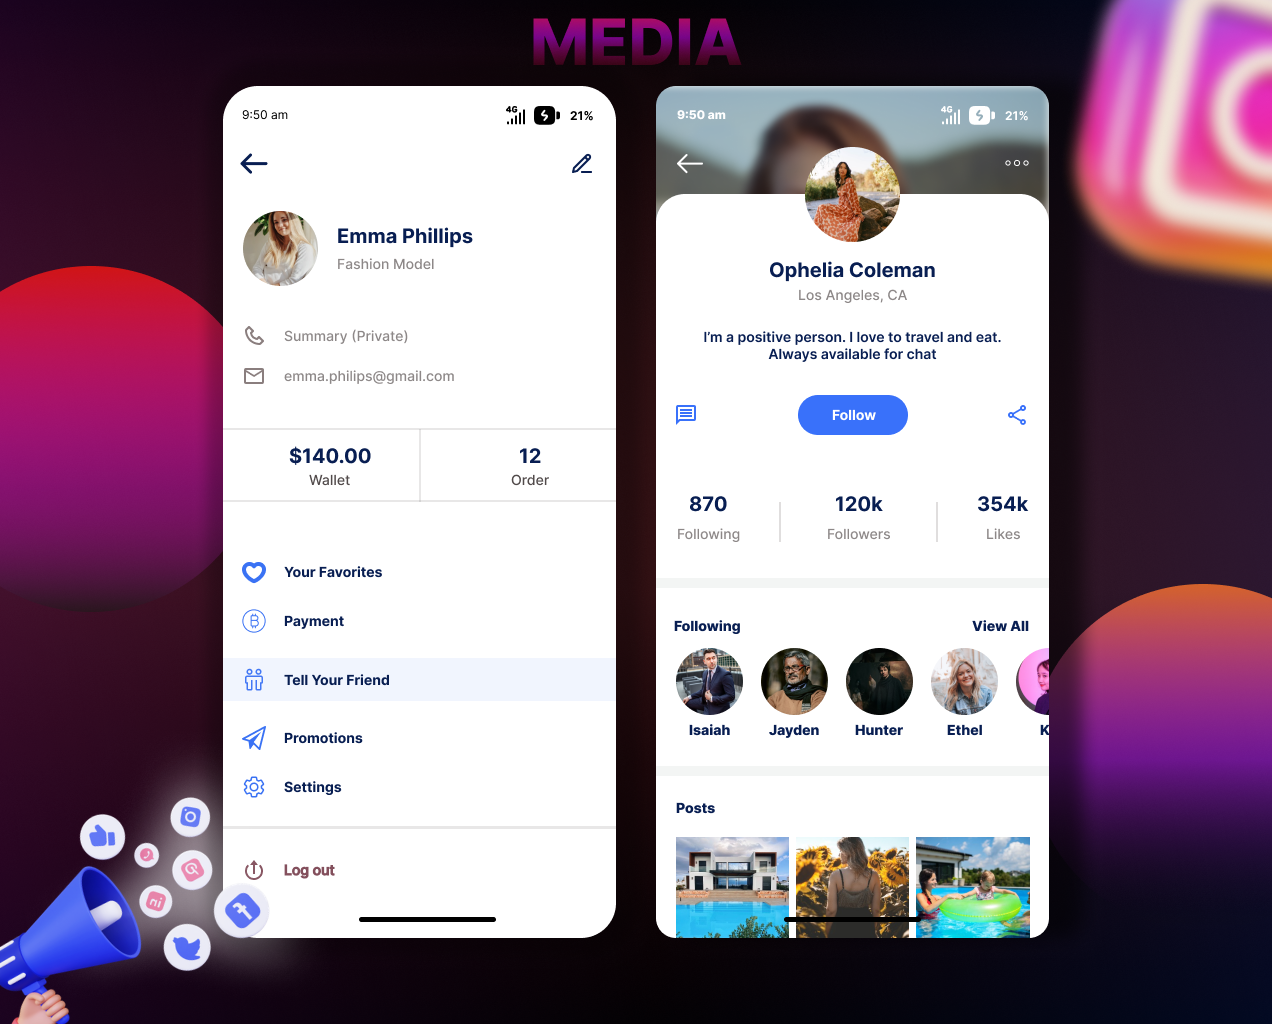 MEDIA
9:50 am
4G
21%
Emma Phillips
Fashion Model
Summary (Private)
emma.philips@gmail.com
$140.00
Wallet
12
Order
Your Favorites
Payment
Tell Your Friend
Promotions
Settings
Log out
9:50 am
4G
21%
Ophelia Coleman
Los Angeles, CA
I'm a positive person. I love to travel and eat.
Always available for chat
Follow
870
Following
120k
Followers
354k
Likes
Following
View All
Isaiah
Jayden
Hunter
Ethel
K
Posts